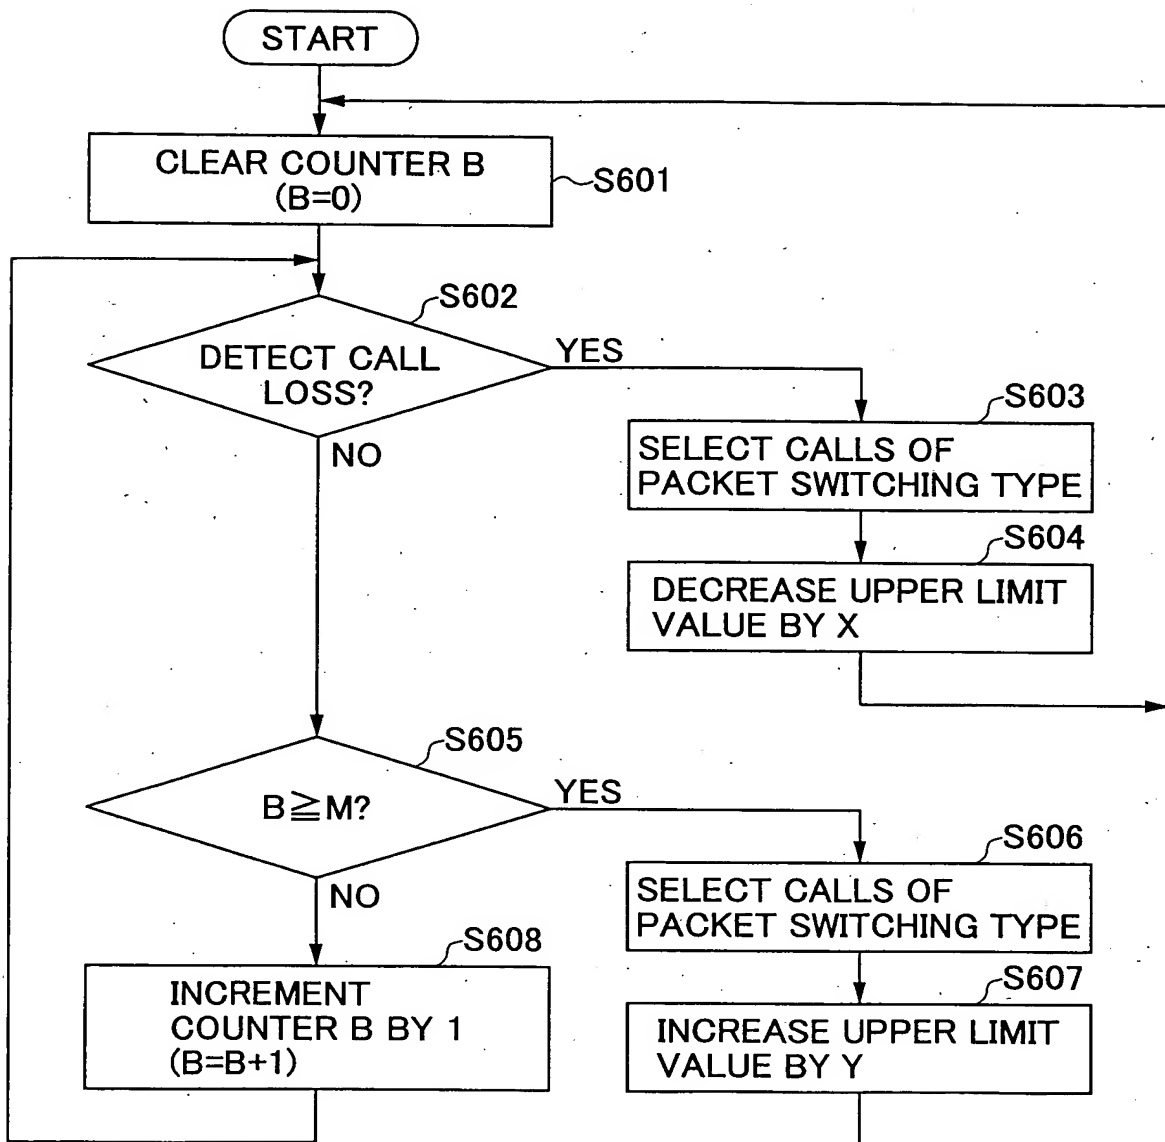 START
CLEAR COUNTER B
(B=0)
S601
S602
DETECT CALL
LOSS?
YES
NO
S603
SELECT CALLS OF
PACKET SWITCHING TYPE
S604
DECREASE UPPER LIMIT
VALUE BY X
S605
B≧M?
YES
NO
S606
SELECT CALLS OF
PACKET SWITCHING TYPE
S608
INCREMENT
COUNTER B BY 1
(B=B+1)
S607
INCREASE UPPER LIMIT
VALUE BY Y